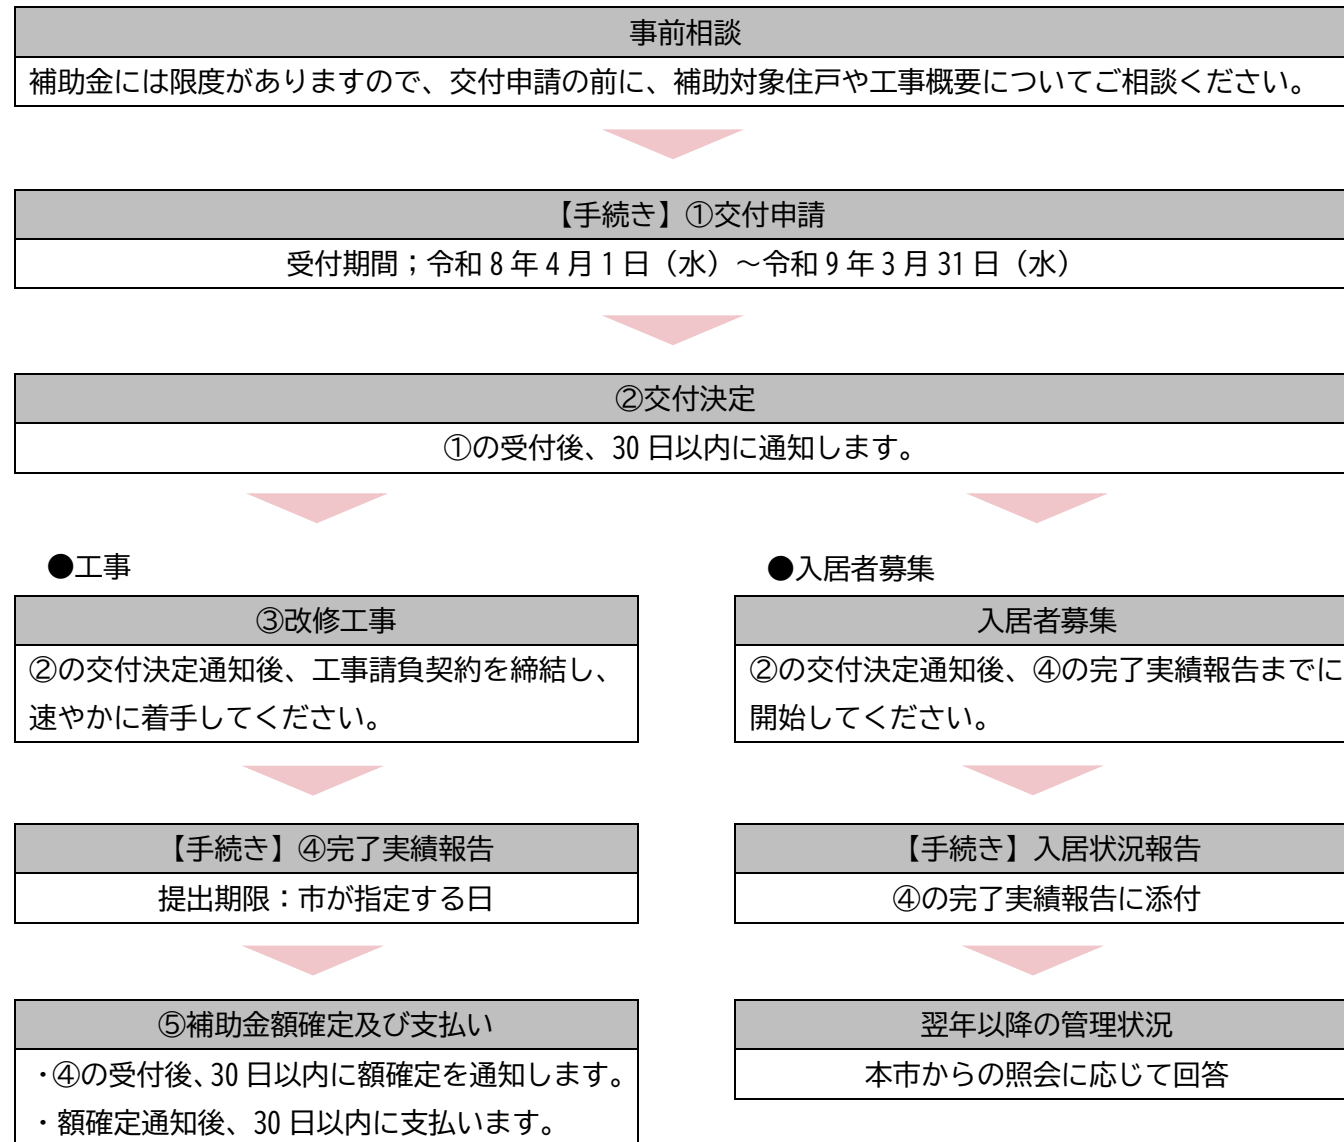 事前相談
補助金には限度がありますので、交付申請の前に、補助対象住戸や工事概要についてご相談ください。
【手続き】①交付申請
受付期間；令和8年4月1日（水）～令和9年3月31日（水）
②交付決定
①の受付後、30日以内に通知します。
●工事
③改修工事
②の交付決定通知後、工事請負契約を締結し、
速やかに着手してください。
【手続き】④完了実績報告
提出期限：市が指定する日
⑤補助金額確定及び支払い
・④の受付後、30日以内に額確定を通知します。
・額確定通知後、30日以内に支払います。
●入居者募集
入居者募集
②の交付決定通知後、④の完了実績報告までに
開始してください。
【手続き】入居状況報告
④の完了実績報告に添付
翌年以降の管理状況
本市からの照会に応じて回答